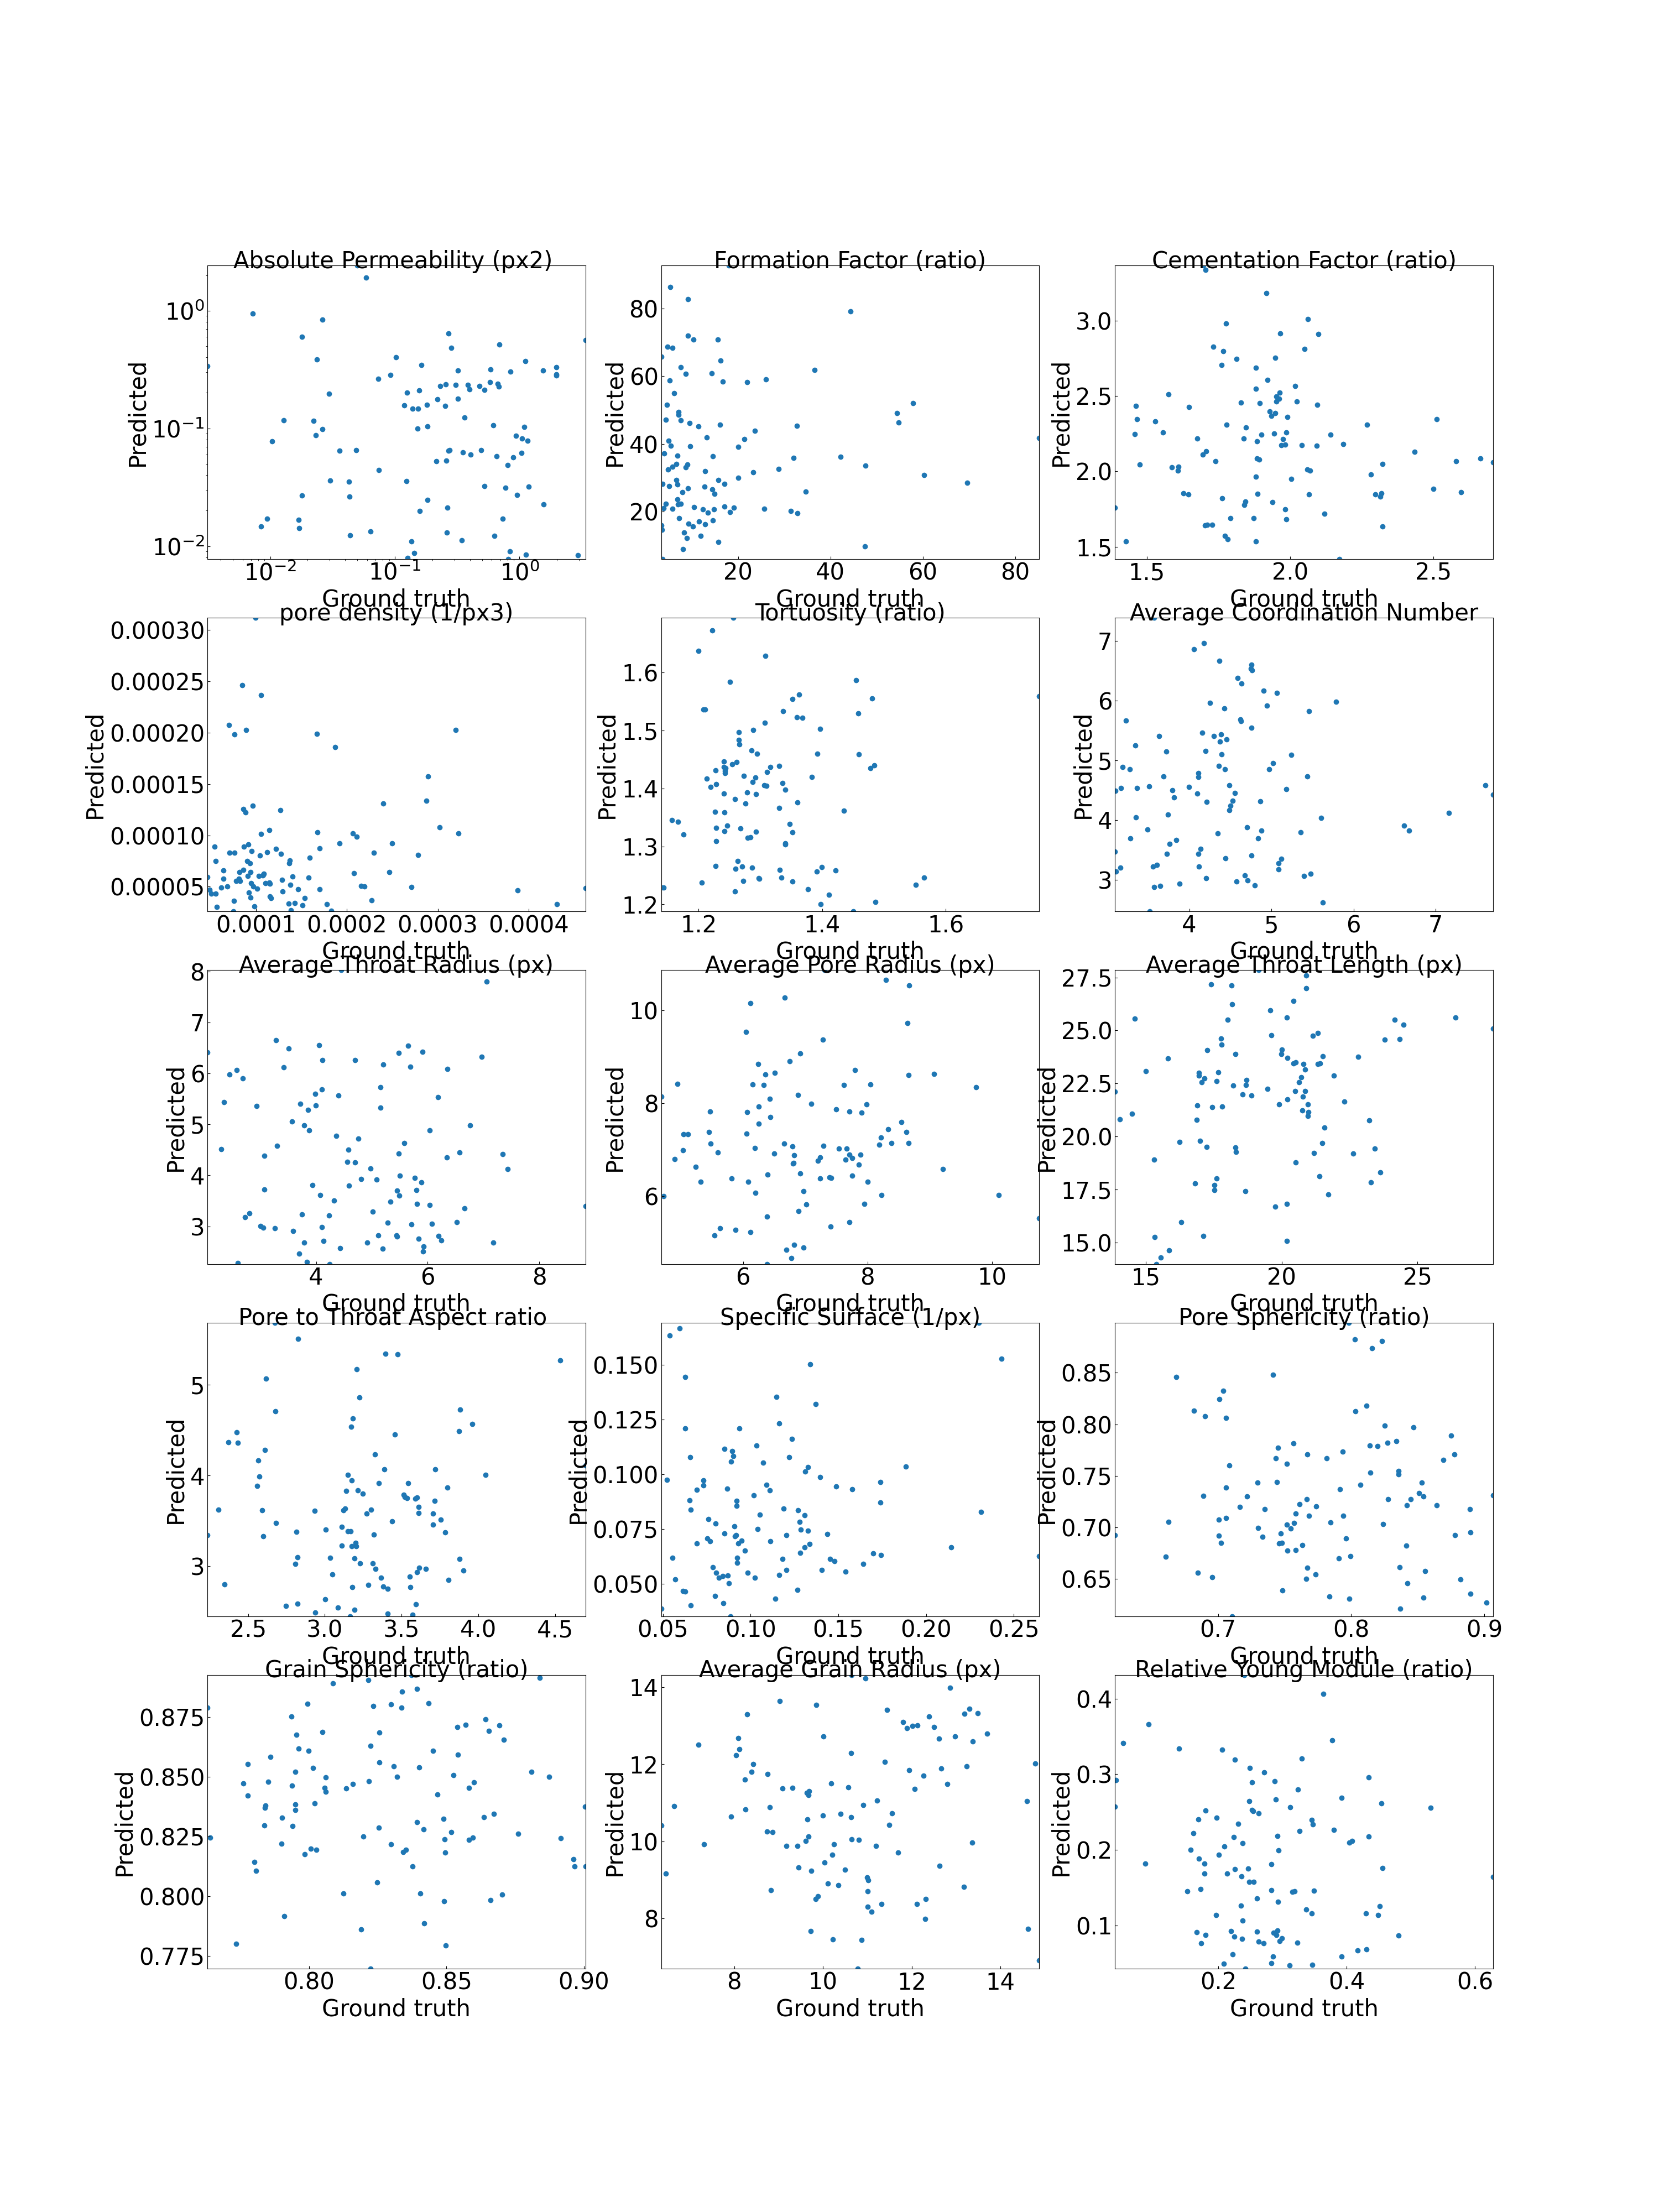 Absolute Permeability (px2)
Predicted
10^0
10^-1
10^-2
10^-2 10^-1 10^0
Ground truth
Formation Factor (ratio)
Predicted
80
60
40
20
20 40 60 80
Ground truth
Cementation Factor (ratio)
Predicted
3.0
2.5
2.0
1.5
1.5 2.0 2.5
Ground truth
pore density (1/px3)
Predicted
0.00030
0.00025
0.00020
0.00015
0.00010
0.00005
0.0001 0.0002 0.0003 0.0004
Ground truth
Tortuosity (ratio)
Predicted
1.6
1.5
1.4
1.3
1.2
1.2 1.4 1.6
Ground truth
Average Coordination Number
Predicted
7
6
5
4
3
4 5 6 7
Ground truth
Average Throat Radius (px)
Predicted
8
7
6
5
4
3
4 6 8
Ground truth
Average Pore Radius (px)
Predicted
10
8
6
6 8 10
Ground truth
Average Throat Length (px)
Predicted
27.5
25.0
22.5
20.0
17.5
15.0
15 20 25
Ground truth
Pore to Throat Aspect ratio
Predicted
5
4
3
2.5 3.0 3.5 4.0 4.5
Ground truth
Specific Surface (1/px)
Predicted
0.150
0.125
0.100
0.075
0.050
0.05 0.10 0.15 0.20 0.25
Ground truth
Pore Sphericity (ratio)
Predicted
0.85
0.80
0.75
0.70
0.65
0.7 0.8 0.9
Ground truth
Grain Sphericity (ratio)
Predicted
0.875
0.850
0.825
0.800
0.775
0.80 0.85 0.90
Ground truth
Average Grain Radius (px)
Predicted
14
12
10
8
8 10 12 14
Ground truth
Relative Young Module (ratio)
Predicted
0.4
0.3
0.2
0.1
0.2 0.4 0.6
Ground truth